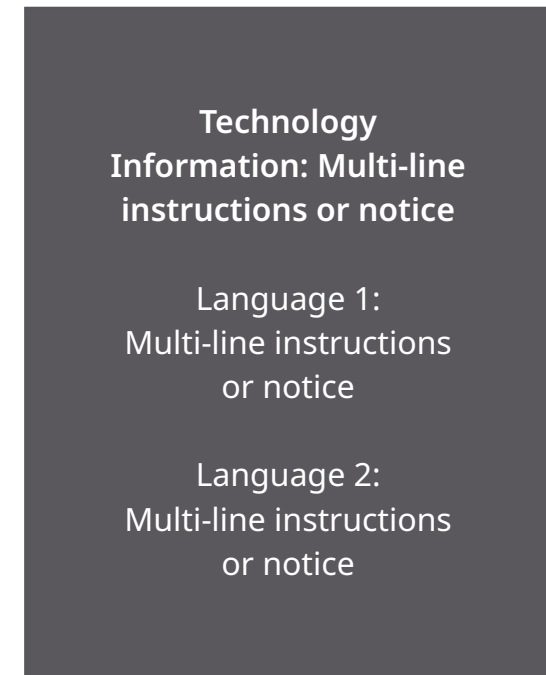 Technology
Information: Multi-line
instructions or notice
Language 1:
Multi-line instructions
or notice
Language 2:
Multi-line instructions
or notice